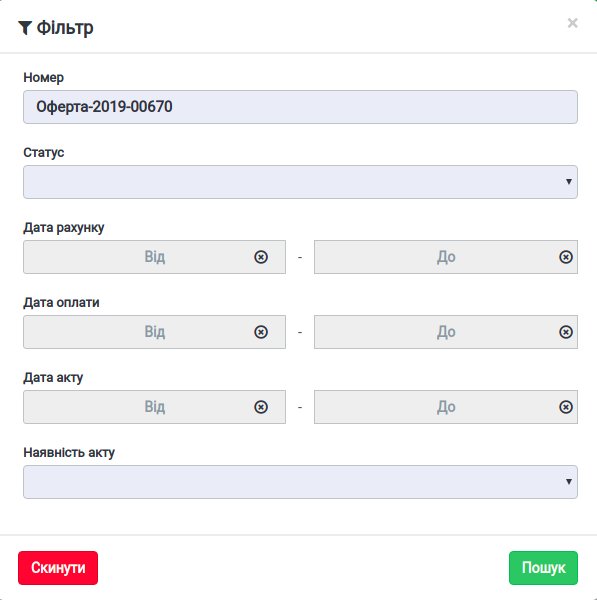 Фільтр
Номер
Оферта-2019-00670
Статус
Дата рахунку
Від - До
Дата оплати
Від - До
Дата акту
Від - До
Наявність акту
Скинути Пошук